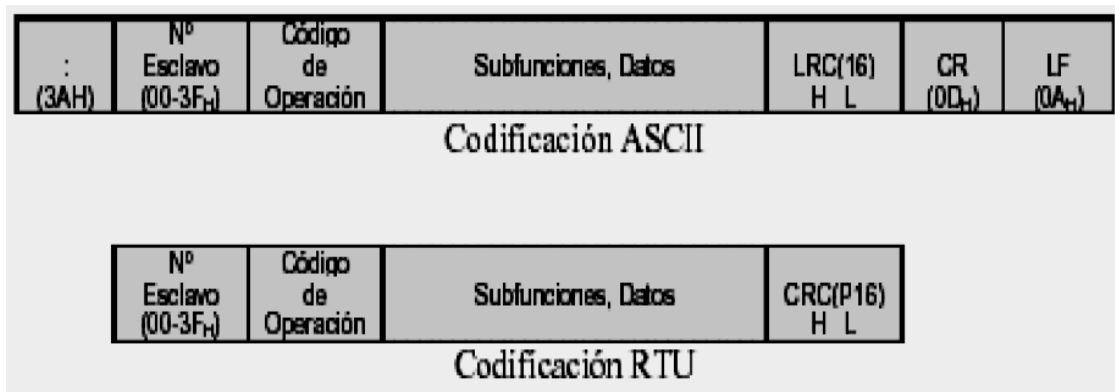 :
(3AH)
Nº
Esclavo
(00-3FH)
Código
de
Operación
Subfunciones, Datos
LRC(16)
H L
CR
(0DH)
LF
(0AH)
Codificación ASCII
Nº
Esclavo
(00-3FH)
Código
de
Operación
Subfunciones, Datos
CRC(P16)
H L
Codificación RTU